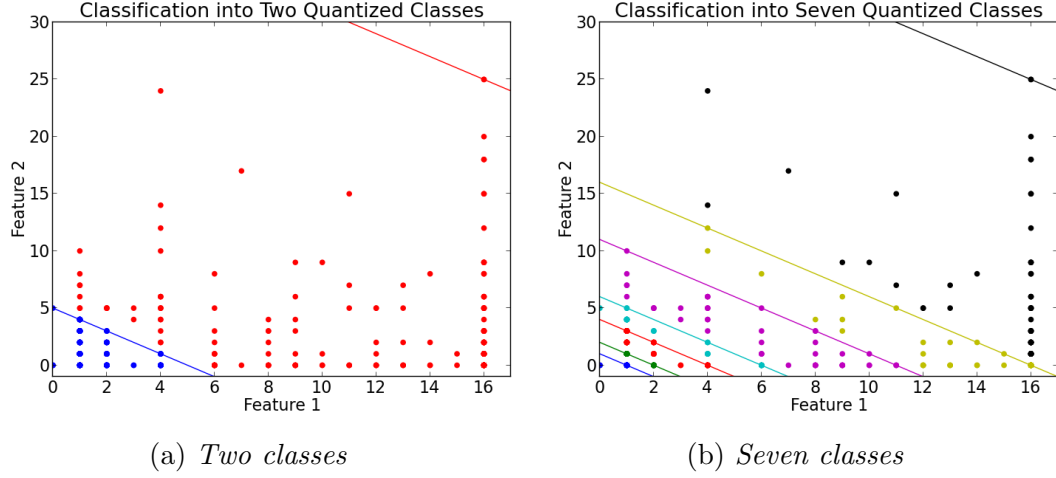 Classification into Two Quantized Classes
30
25
20
15
10
5
0
Feature 2
0 2 4 6 8 10 12 14 16
Feature 1
(a) Two classes
Classification into Seven Quantized Classes
30
25
20
15
10
5
0
Feature 2
0 2 4 6 8 10 12 14 16
Feature 1
(b) Seven classes